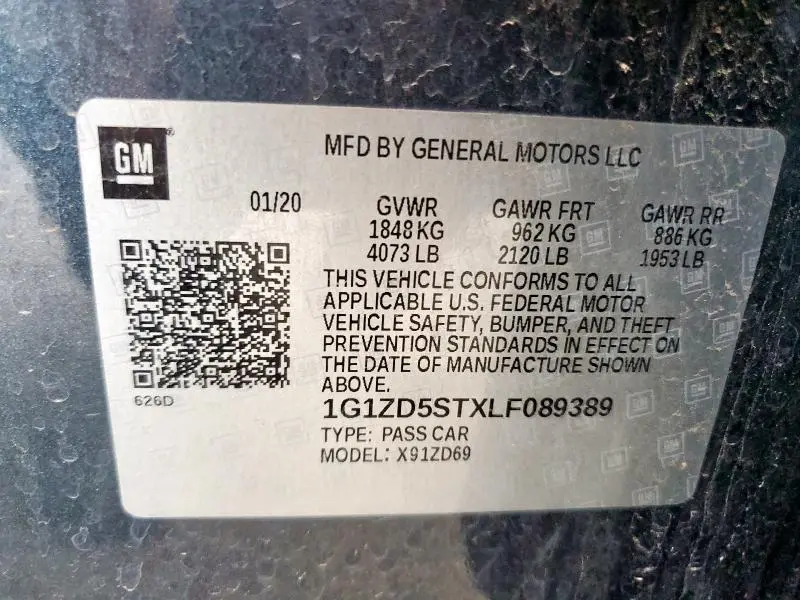 GM
MFD BY GENERAL MOTORS LLC
01/20 GVWR GAWR FRT GAWR RR
1848 KG 962 KG 886 KG
4073 LB 2120 LB 1953 LB
THIS VEHICLE CONFORMS TO ALL
APPLICABLE U.S. FEDERAL MOTOR
VEHICLE SAFETY, BUMPER, AND THEFT
PREVENTION STANDARDS IN EFFECT ON
THE DATE OF MANUFACTURE SHOWN
ABOVE.
626D
1G1ZD5STXLF089389
TYPE: PASS CAR
MODEL: X91ZD69